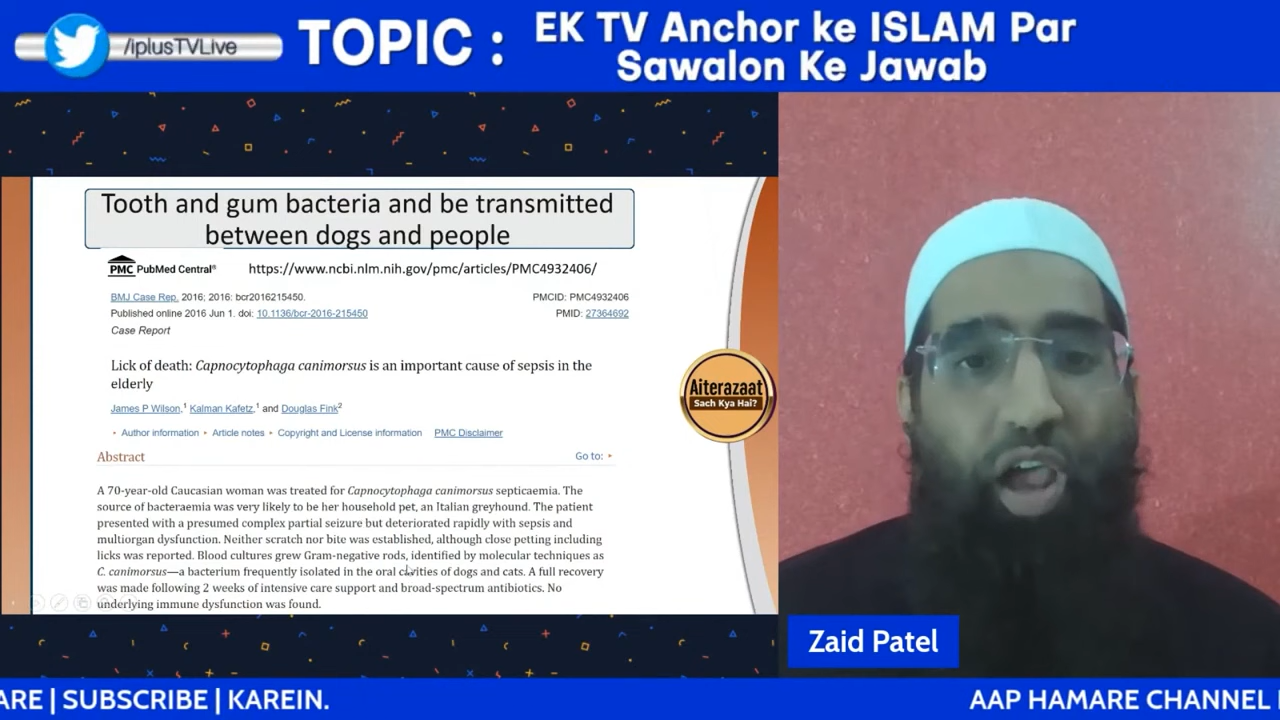 /iplusTVLive
TOPIC :
EK TV Anchor ke ISLAM Par
Sawalon Ke Jawab
Tooth and gum bacteria and be transmitted
between dogs and people
PMC PubMed Central®
https://www.ncbi.nlm.nih.gov/pmc/articles/PMC4932406/
BMJ Case Rep. 2016; 2016: bcr2016215450.
PMCID: PMC4932406
Published online 2016 Jun 1. doi: 10.1136/bcr-2016-215450
PMID: 27364692
Case Report
Lick of death: Capnocytophaga canimorsus is an important cause of sepsis in the
elderly
James P Wilson,1 Kalman Kafetz,1 and Douglas Fink2
Author information Article notes Copyright and License information PMC Disclaimer
Abstract
Go to:
A 70-year-old Caucasian woman was treated for Capnocytophaga canimorsus septicaemia. The
source of bacteraemia was very likely to be her household pet, an Italian greyhound. The patient
presented with a presumed complex partial seizure but deteriorated rapidly with sepsis and
multiorgan dysfunction. Neither scratch nor bite was established, although close petting including
licks was reported. Blood cultures grew Gram-negative rods, identified by molecular techniques as
C. canimorsus—a bacterium frequently isolated in the oral cavities of dogs and cats. A full recovery
was made following 2 weeks of intensive care support and broad-spectrum antibiotics. No
underlying immune dysfunction was found.
Aiterazaat
Sach Kya Hai?
Zaid Patel
ARE | SUBSCRIBE | KAREIN.
AAP HAMARE CHANNEL